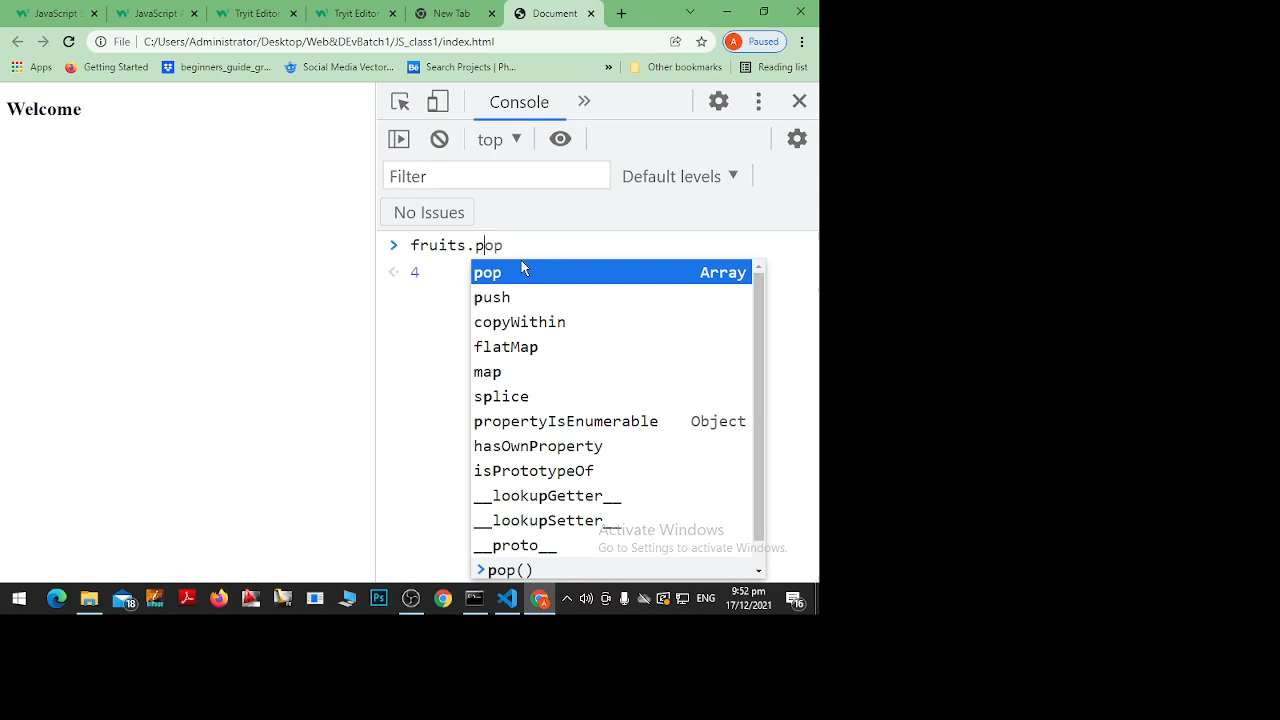 JavaScript
JavaScript
Tryit Editor
Tryit Editor
New Tab
Document
File
C:/Users/Administrator/Desktop/Web&DEvBatch1/JS_class1/index.html
A
Paused
Apps
Getting Started
beginners_guide_gr...
Social Media Vector...
Bē
Search Projects | Ph...
»
Other bookmarks
Reading list
Welcome
Console
top
Filter
Default levels
No Issues
> fruits.pop
4
pop Array
push
copyWithin
flatMap
map
splice
propertyIsEnumerable Object
hasOwnProperty
isPrototypeOf
__lookupGetter__
__lookupSetter__
__proto__
>pop()
Activate Windows
Go to Settings to activate Windows.
18
Ps
ENG
9:52 pm
17/12/2021
16